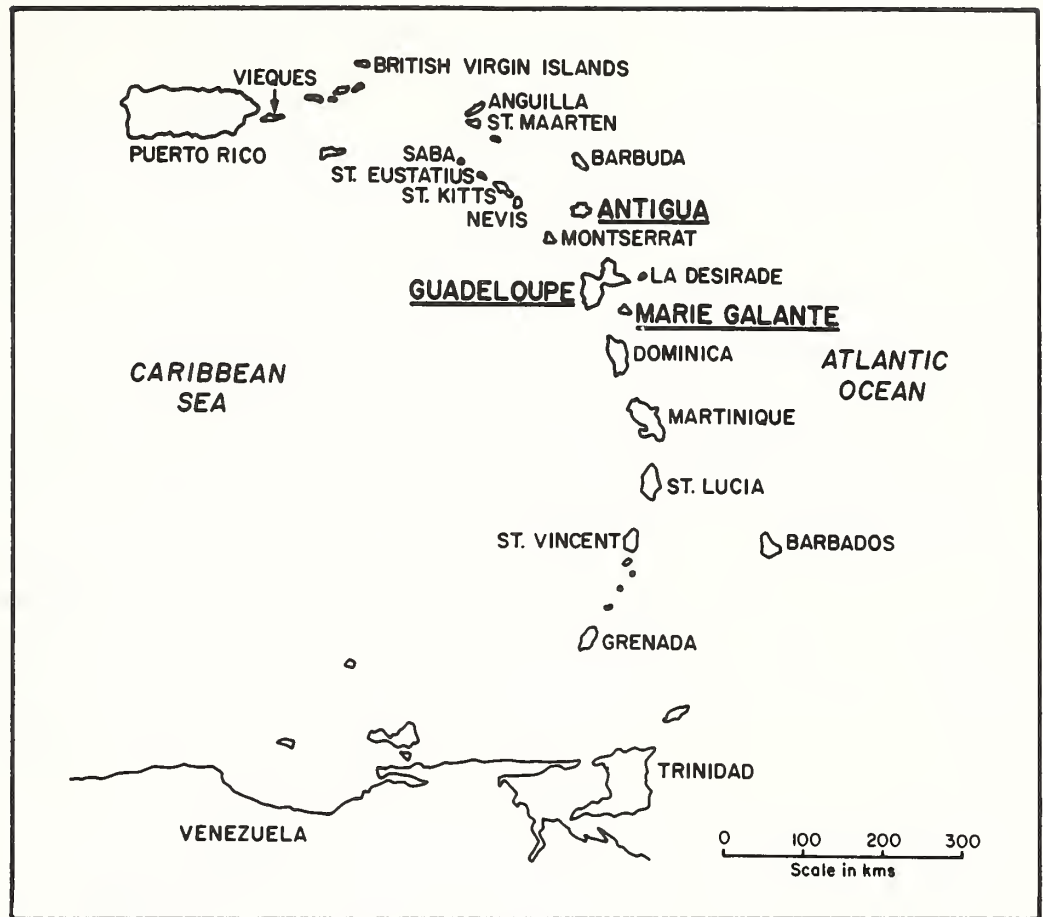 BRITISH VIRGIN ISLANDS
VIEQUES
ANGUILLA
ST. MAARTEN
PUERTO RICO
SABA
BARBUDA
ST. EUSTATIUS
ST. KITTS
NEVIS
ANTIGUA
MONTSERRAT
LA DESIRADE
GUADELOUPE
MARIE GALANTE
DOMINICA
CARIBBEAN
SEA
ATLANTIC
OCEAN
MARTINIQUE
ST. LUCIA
ST. VINCENT
BARBADOS
GRENADA
TRINIDAD
VENEZUELA
0 100 200 300
Scale in kms